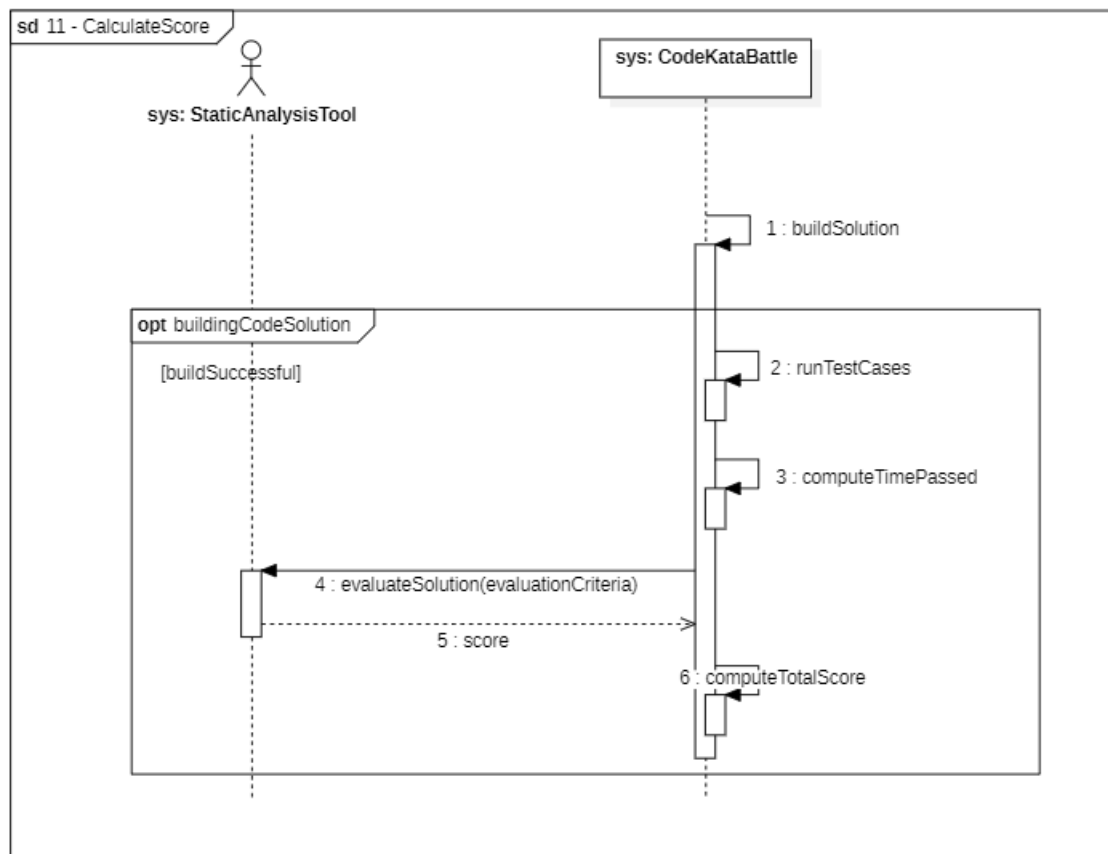 sd 11 - CalculateScore
sys: StaticAnalysisTool
sys: CodeKataBattle
1 : buildSolution
opt buildingCodeSolution
[buildSuccessful]
2 : runTestCases
3 : computeTimePassed
4 : evaluateSolution(evaluationCriteria)
5 : score
6 : computeTotalScore